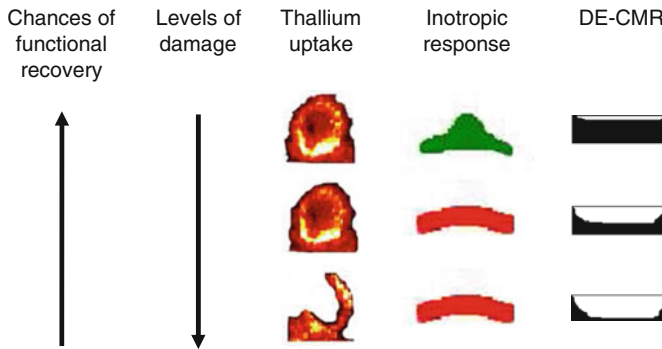 Chances of
functional
recovery
Levels of
damage
Thallium
uptake
Inotropic
response
DE-CMR